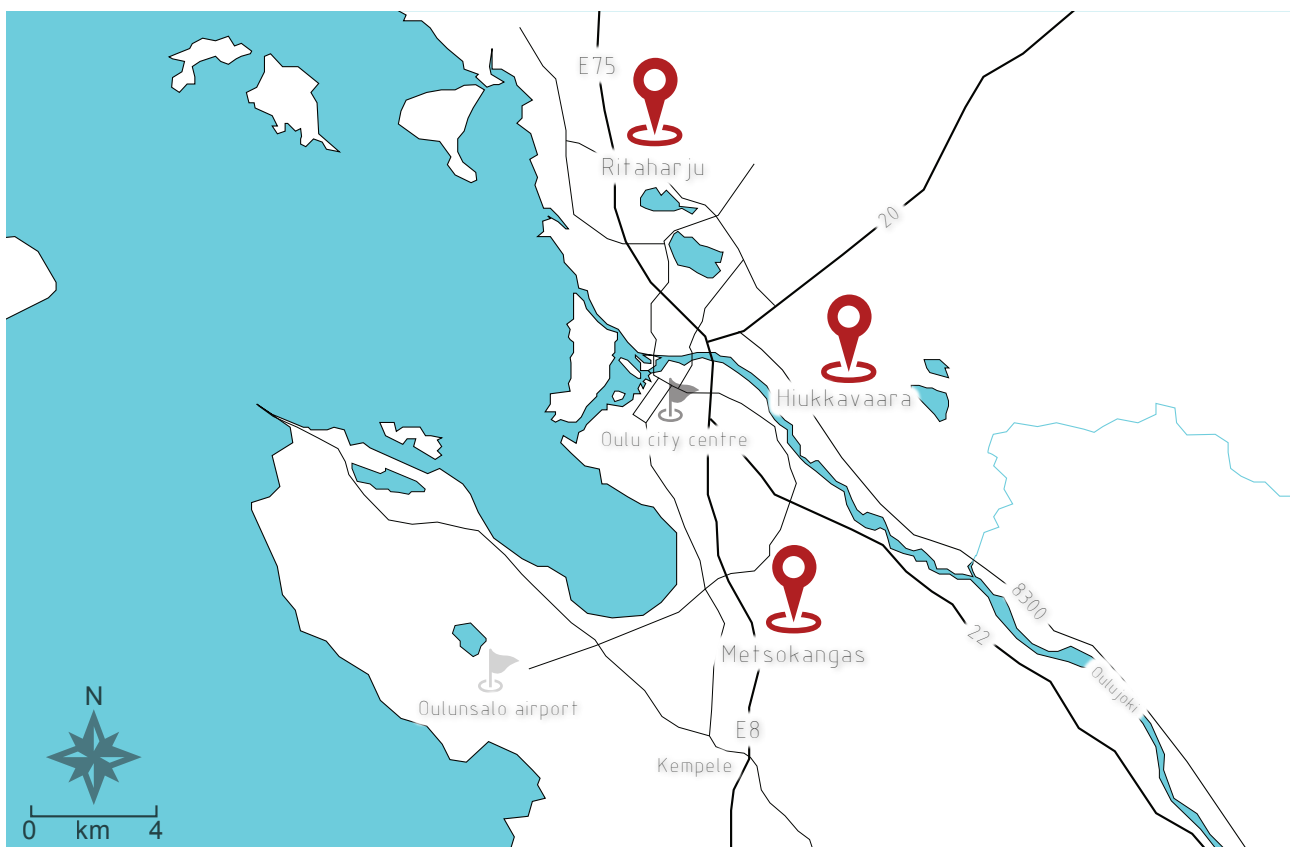 E75
Ritaharju
20
Hiukkavaara
Oulu city centre
8300
22
Metsokangas
Oulujoki
Oulunsalo airport
E8
Kempele
N
0 km 4